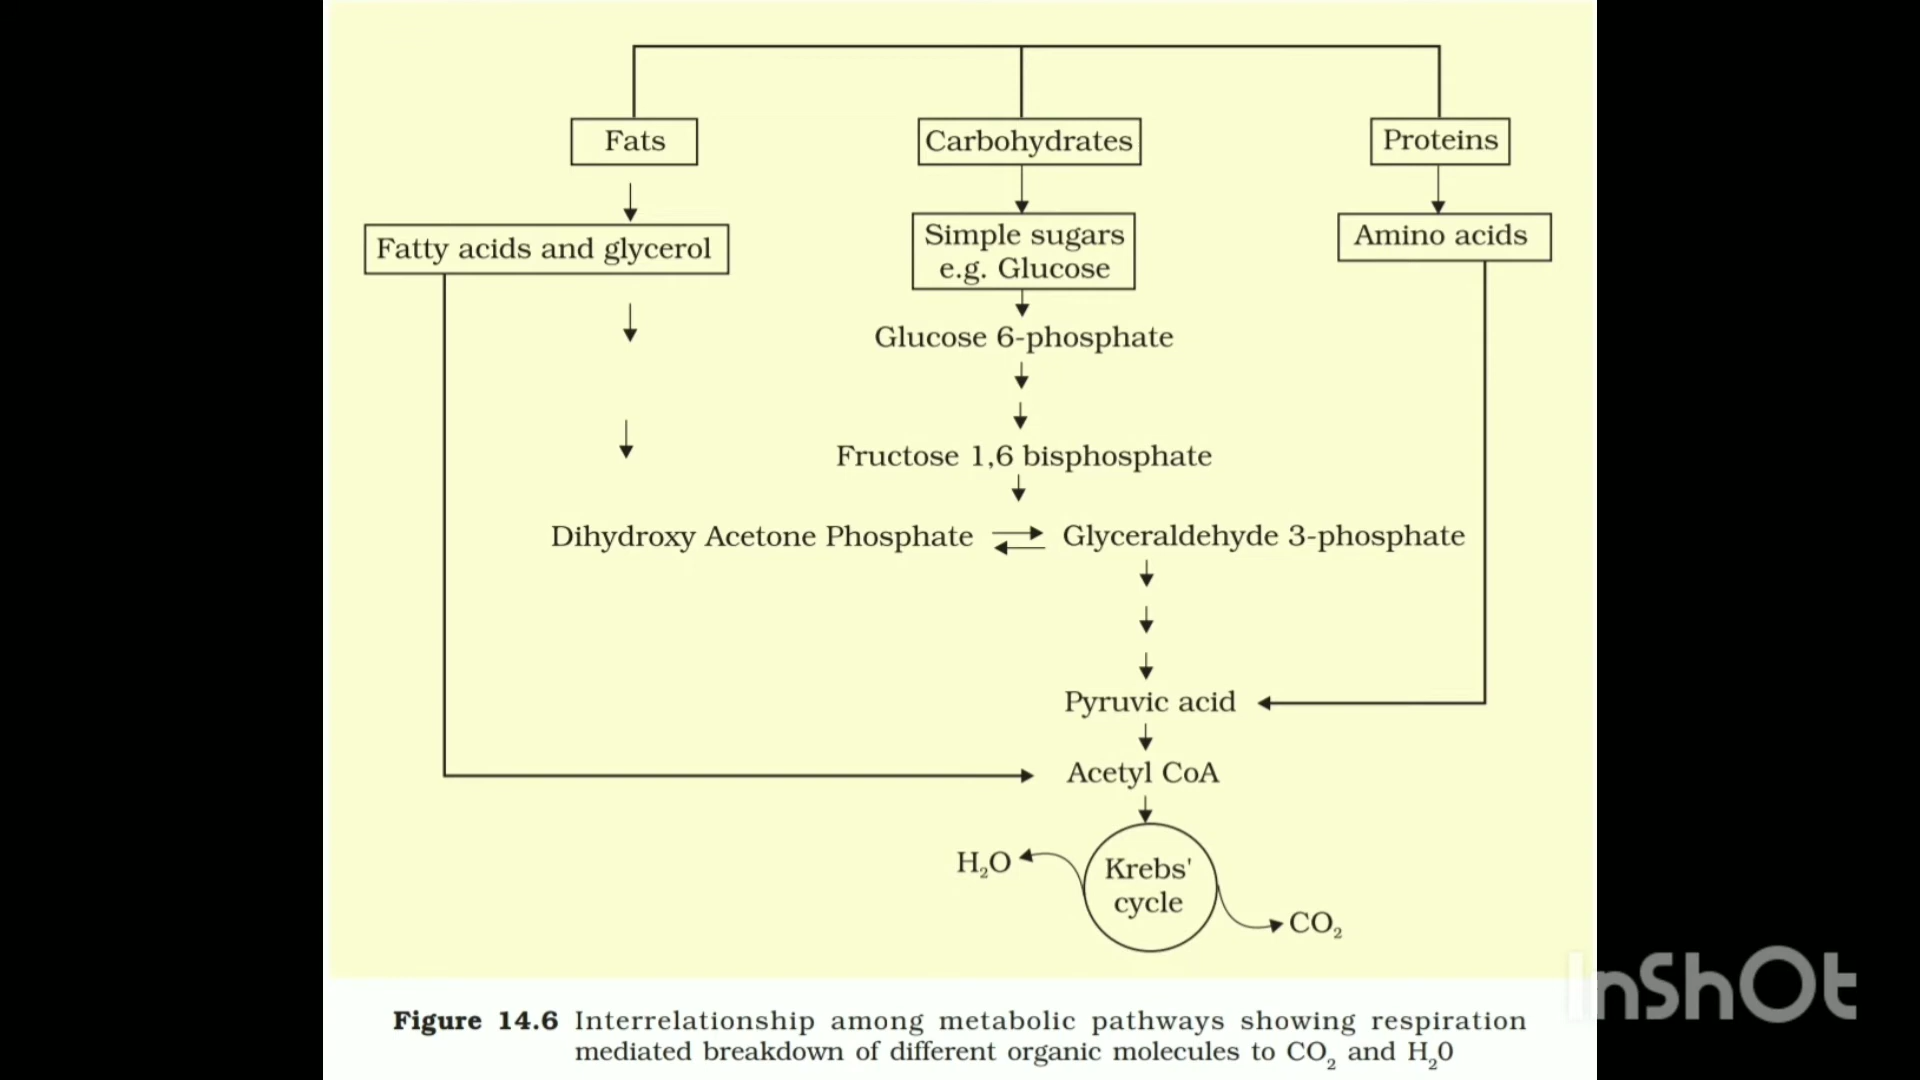 Fats
Carbohydrates
Proteins
Fatty acids and glycerol
Simple sugars
e.g. Glucose
Amino acids
Glucose 6-phosphate
Fructose 1,6 bisphosphate
Dihydroxy Acetone Phosphate
Glyceraldehyde 3-phosphate
Pyruvic acid
Acetyl CoA
H₂O
Krebs'
cycle
CO₂
InShOt
Figure 14.6 Interrelationship among metabolic pathways showing respiration
mediated breakdown of different organic molecules to CO₂ and H₂0